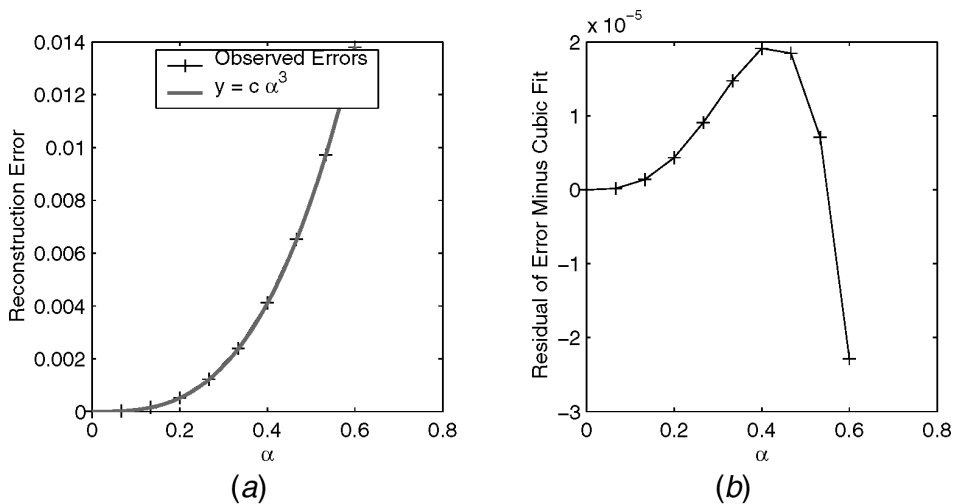 0.014
0.012
0.01
0.008
0.006
0.004
0.002
0
0
0.2
0.4
0.6
0.8
Reconstruction Error
α
Observed Errors
y = c α³
(a)
x 10⁻⁵
2
1
0
−1
−2
−3
0
0.2
0.4
0.6
0.8
Residual of Error Minus Cubic Fit
α
(b)